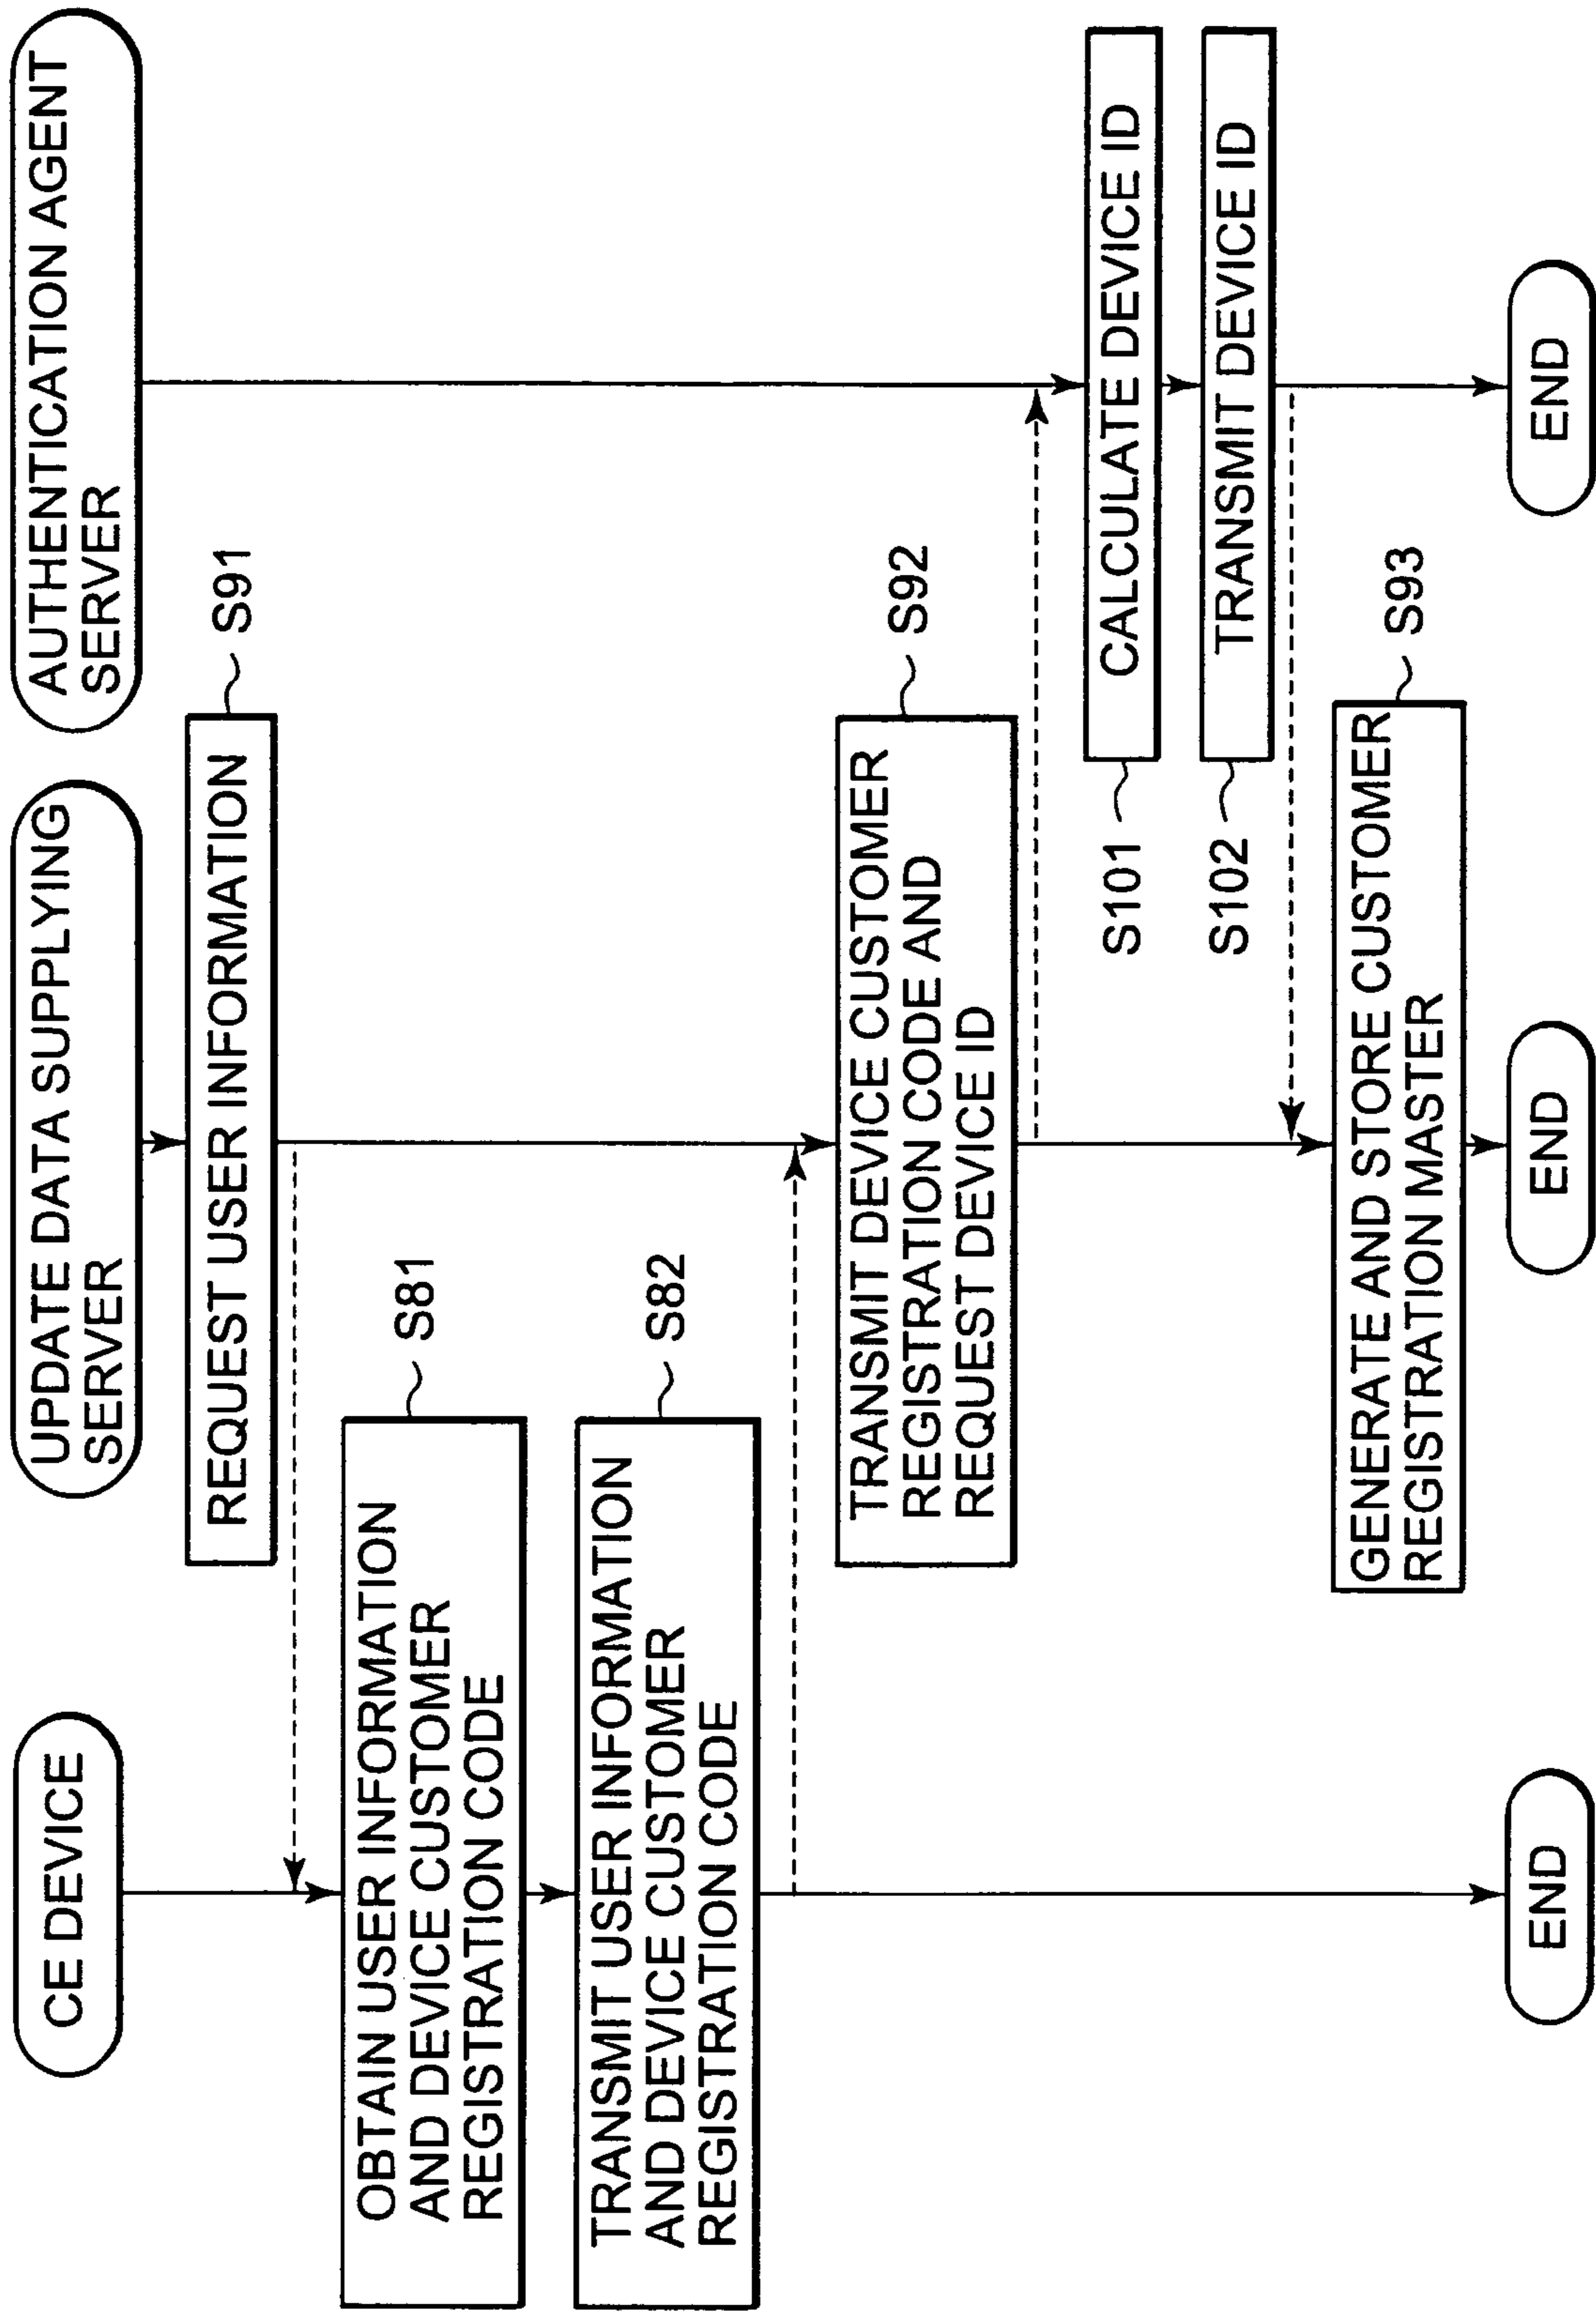 CE DEVICE
UPDATE DATA SUPPLYING
SERVER
AUTHENTICATION AGENT
SERVER
REQUEST USER INFORMATION
S91
OBTAIN USER INFORMATION
AND DEVICE CUSTOMER
REGISTRATION CODE
S81
TRANSMIT USER INFORMATION
AND DEVICE CUSTOMER
REGISTRATION CODE
S82
TRANSMIT DEVICE CUSTOMER
REGISTRATION CODE AND
REQUEST DEVICE ID
S92
S101
CALCULATE DEVICE ID
S102
TRANSMIT DEVICE ID
GENERATE AND STORE CUSTOMER
REGISTRATION MASTER
S93
END
END
END